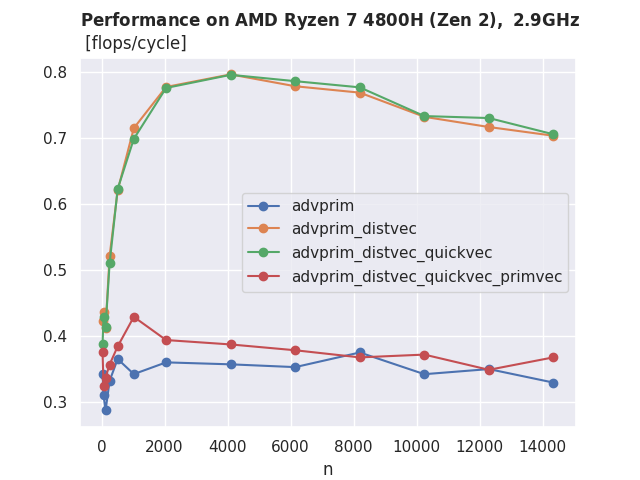 Performance on AMD Ryzen 7 4800H (Zen 2), 2.9GHz
[flops/cycle]
0.8
0.7
0.6
0.5
0.4
0.3
advprim
advprim_distvec
advprim_distvec_quickvec
advprim_distvec_quickvec_primvec
0 2000 4000 6000 8000 10000 12000 14000
n